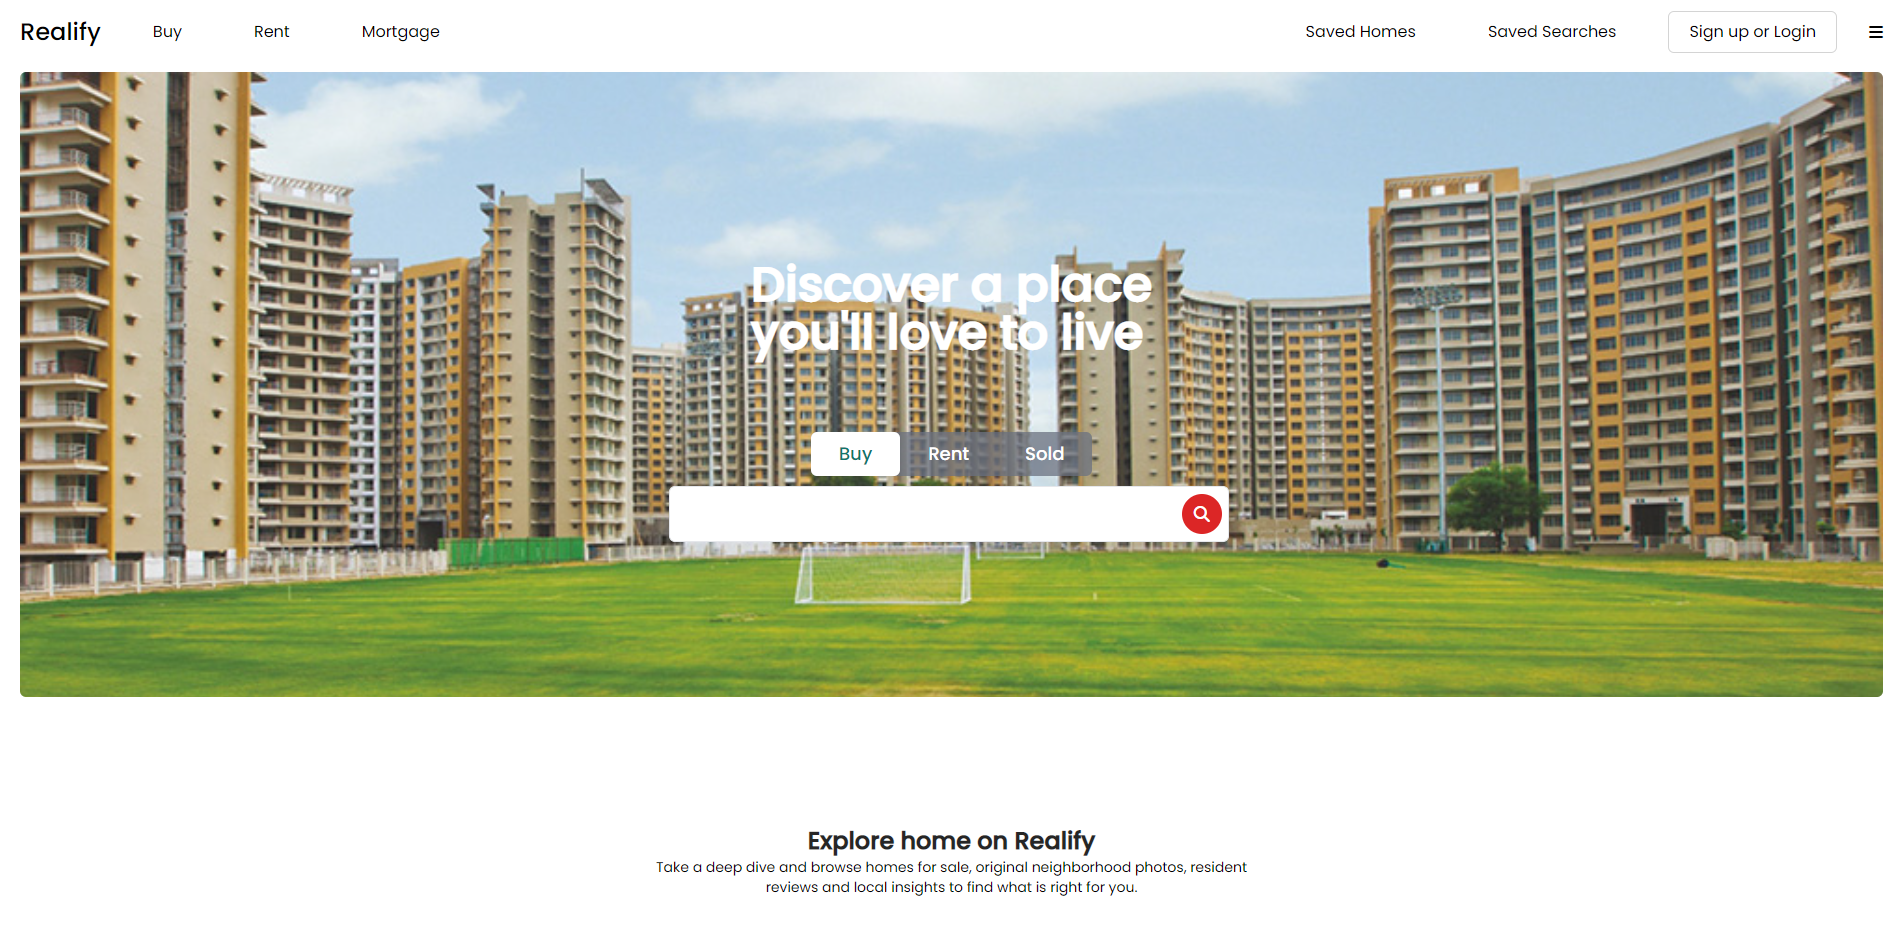 Realify Buy Rent Mortgage Saved Homes Saved Searches Sign up or Login
Discover a place
you'll love to live
Buy Rent Sold
Explore home on Realify
Take a deep dive and browse homes for sale, original neighborhood photos, resident
reviews and local insights to find what is right for you.